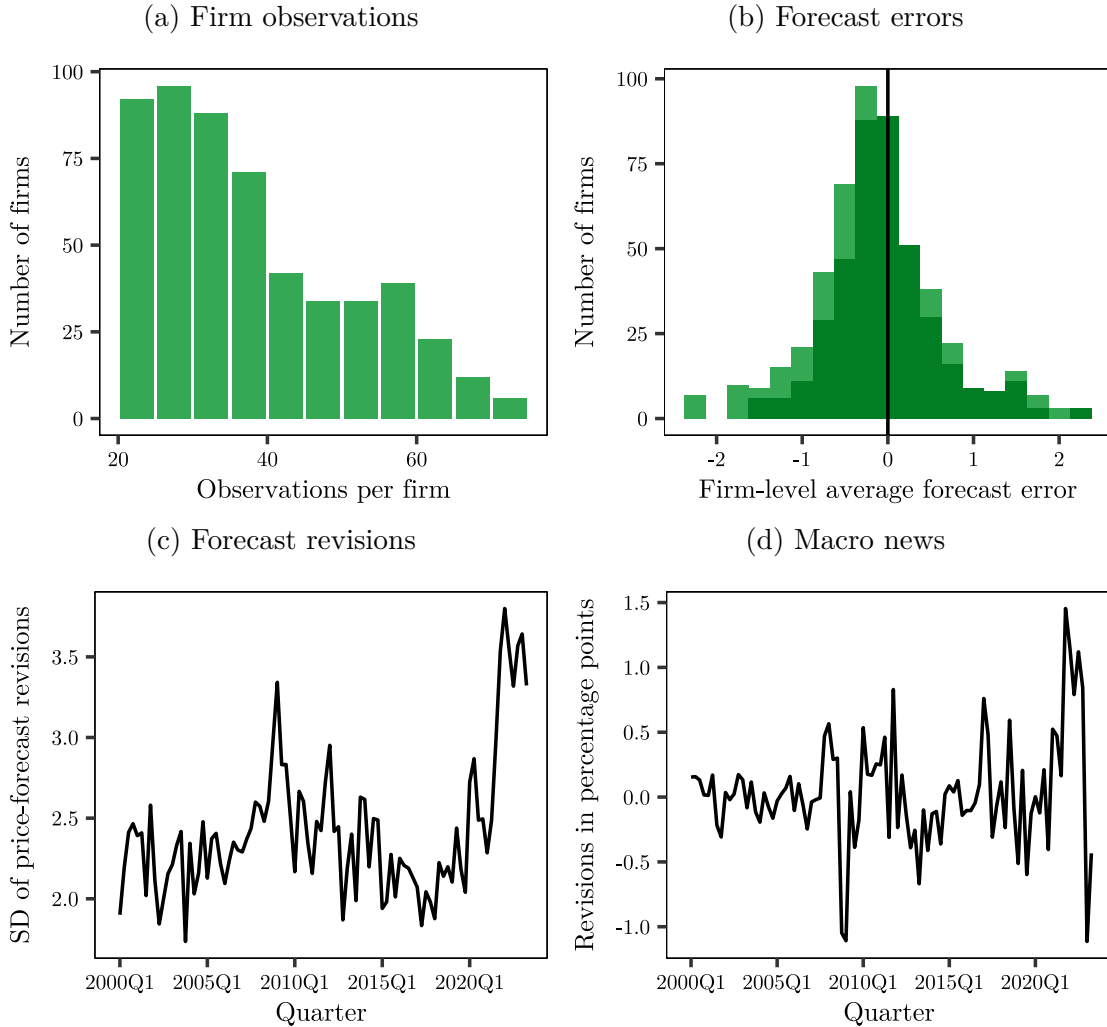 (a) Firm observations
Number of firms
100
75
50
25
0
20
40
60
Observations per firm
(b) Forecast errors
Number of firms
100
75
50
25
0
-2
-1
0
1
2
Firm-level average forecast error
(c) Forecast revisions
SD of price-forecast revisions
3.5
3.0
2.5
2.0
2000Q1
2005Q1
2010Q1
2015Q1
2020Q1
Quarter
(d) Macro news
Revisions in percentage points
1.5
1.0
0.5
0.0
-0.5
-1.0
2000Q1
2005Q1
2010Q1
2015Q1
2020Q1
Quarter